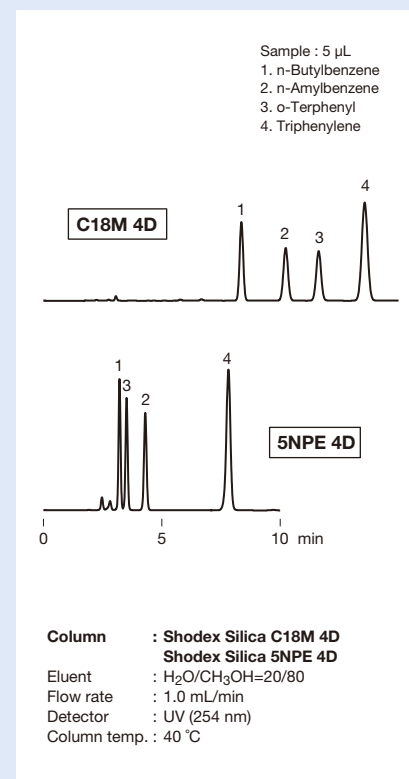 Sample : 5 µL
1. n-Butylbenzene
2. n-Amylbenzene
3. o-Terphenyl
4. Triphenylene
C18M 4D
1
2
3
4
1
3
2
4
5NPE 4D
0 5 10 min
Column : Shodex Silica C18M 4D
Shodex Silica 5NPE 4D
Eluent : H₂O/CH₃OH=20/80
Flow rate : 1.0 mL/min
Detector : UV (254 nm)
Column temp. : 40 ˚C